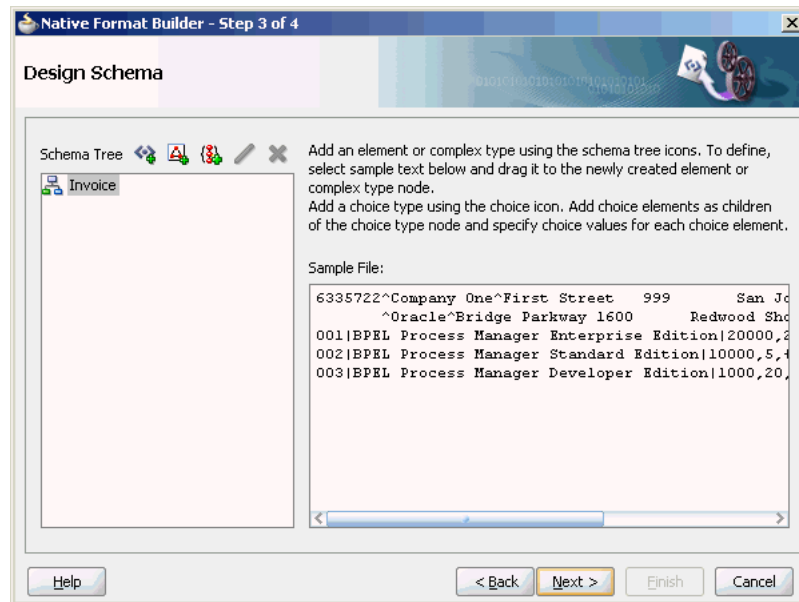 Native Format Builder - Step 3 of 4
Design Schema
Schema Tree
Invoice
Add an element or complex type using the schema tree icons. To define,
select sample text below and drag it to the newly created element or
complex type node.
Add a choice type using the choice icon. Add choice elements as children
of the choice type node and specify choice values for each choice element.
Sample File:
6335722^Company One^First Street 999 San Jo
^Oracle^Bridge Parkway 1600 Redwood Sho
001|BPEL Process Manager Enterprise Edition|20000,2
002|BPEL Process Manager Standard Edition|10000,5,+
003|BPEL Process Manager Developer Edition|1000,20,
Help
< Back
Next >
Finish
Cancel